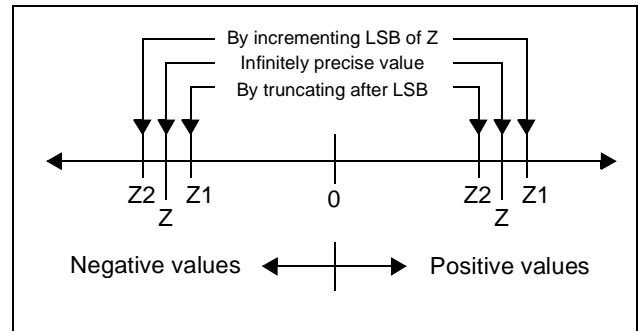 By incrementing LSB of Z
Infinitely precise value
By truncating after LSB
Z2 Z1 0 Z2 Z1
Z Z
Negative values Positive values